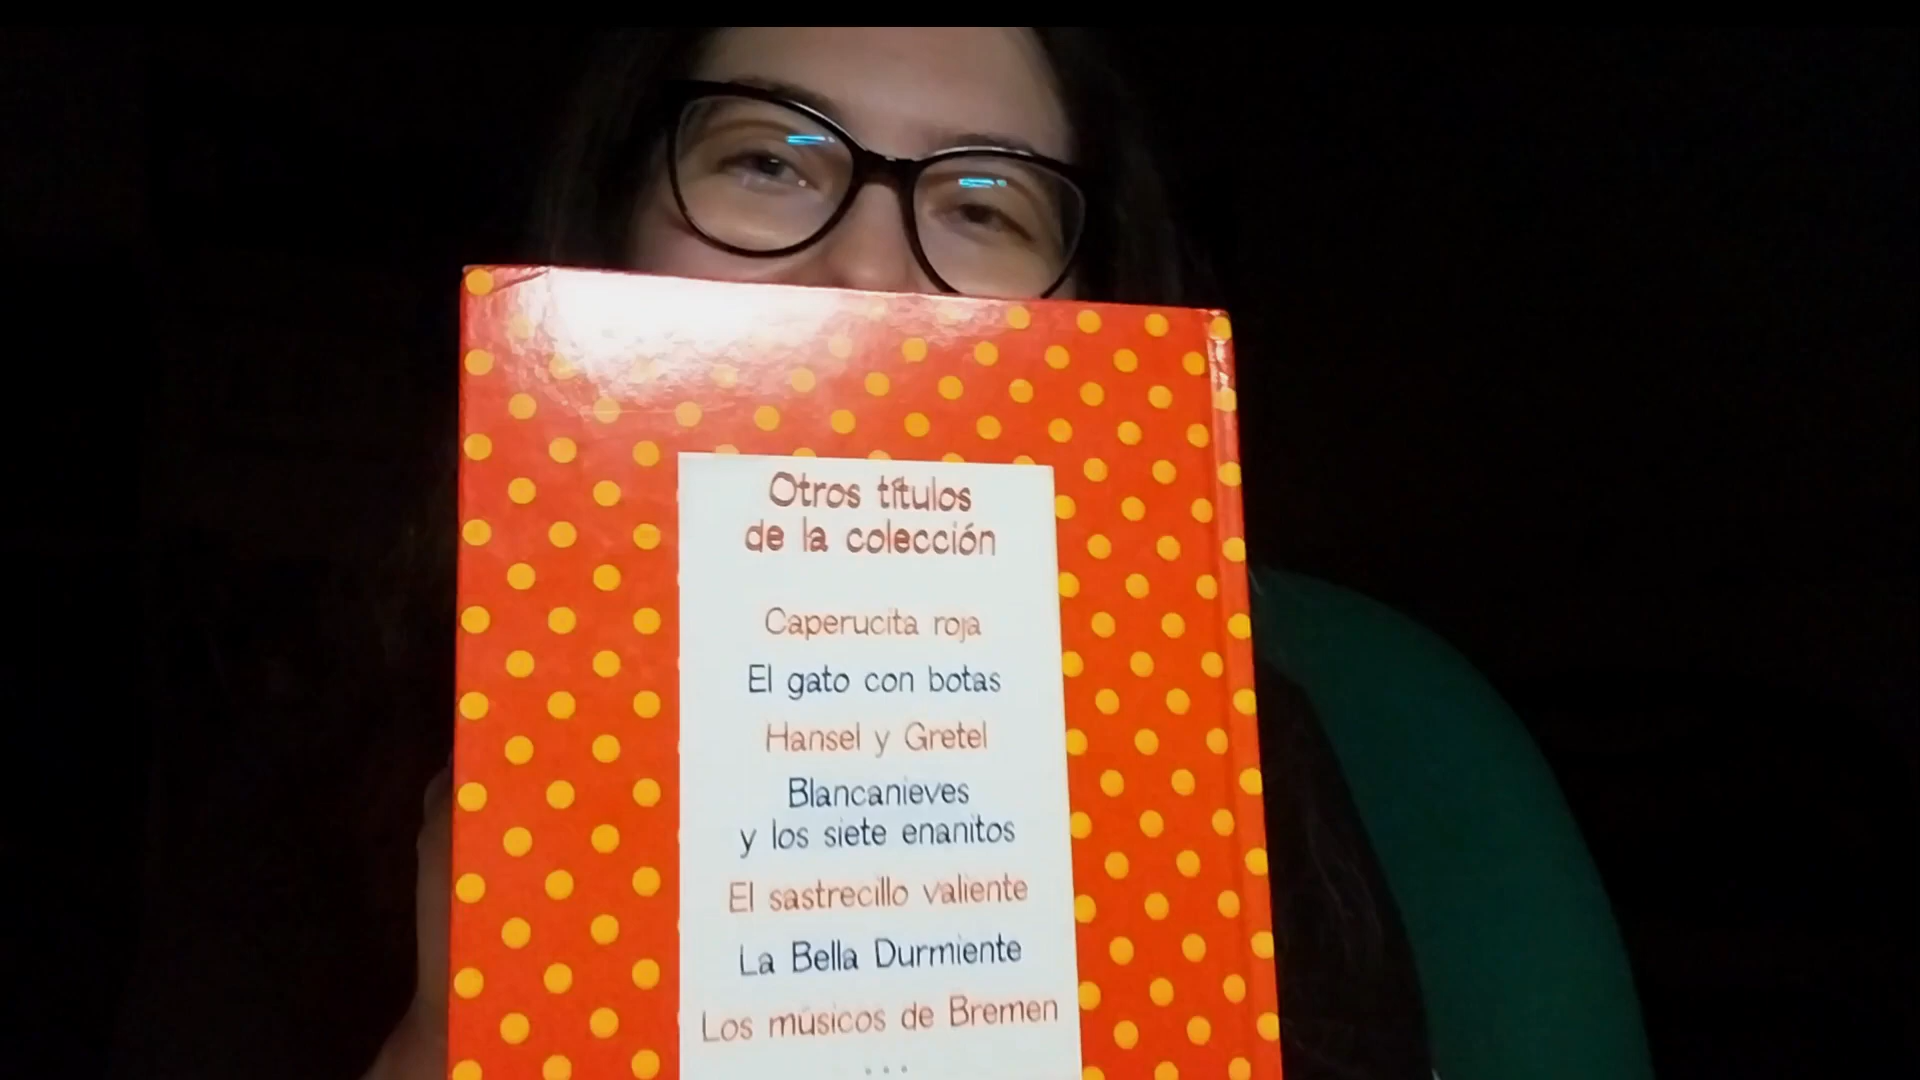 Otros títulos
de la colección
Caperucita roja
El gato con botas
Hansel y Gretel
Blancanieves
y los siete enanitos
El sastrecillo valiente
La Bella Durmiente
Los músicos de Bremen
...